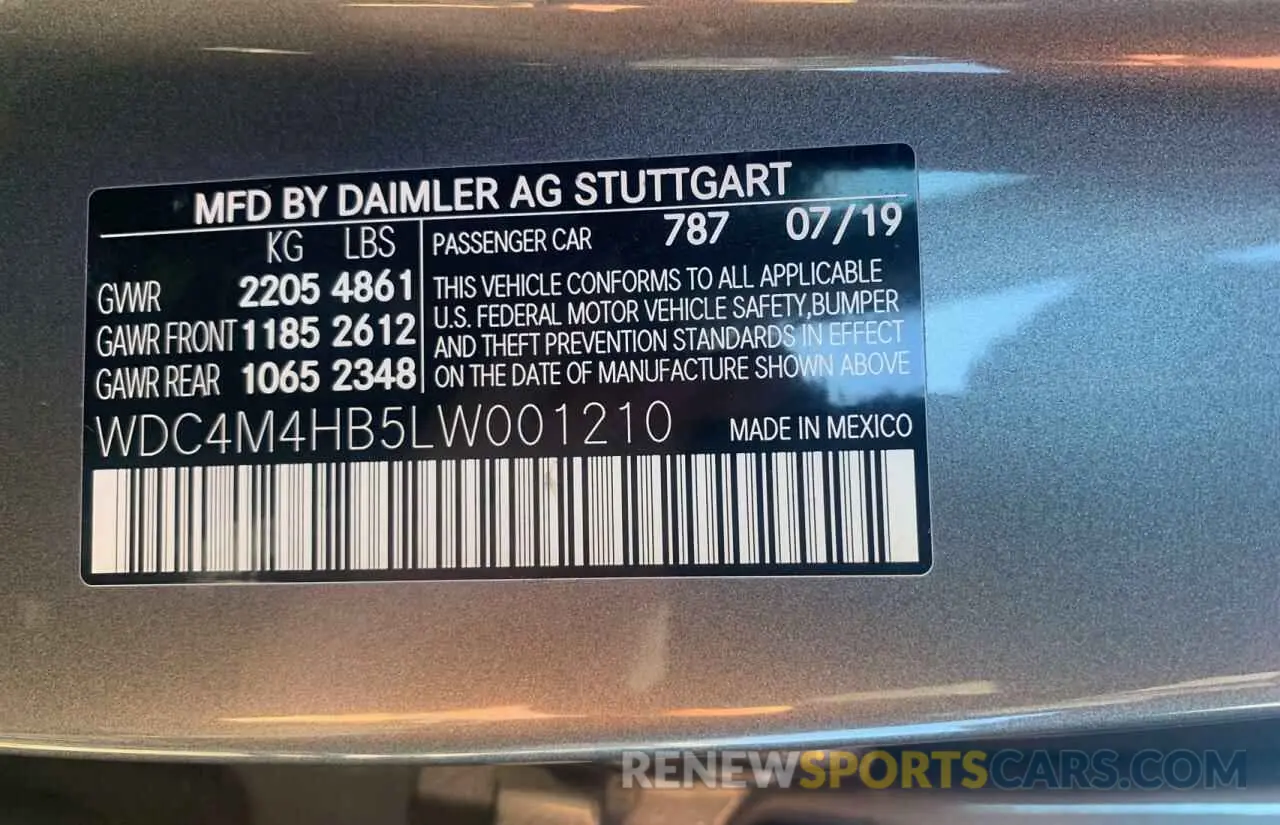 MFD BY DAIMLER AG STUTTGART
KG LBS
GVWR 2205 4861
GAWR FRONT 1185 2612
GAWR REAR 1065 2348
PASSENGER CAR 787 07/19
THIS VEHICLE CONFORMS TO ALL APPLICABLE
U.S. FEDERAL MOTOR VEHICLE SAFETY,BUMPER
AND THEFT PREVENTION STANDARDS IN EFFECT
ON THE DATE OF MANUFACTURE SHOWN ABOVE
WDC4M4HB5LW001210 MADE IN MEXICO
RENEWSPORTSCARS.COM